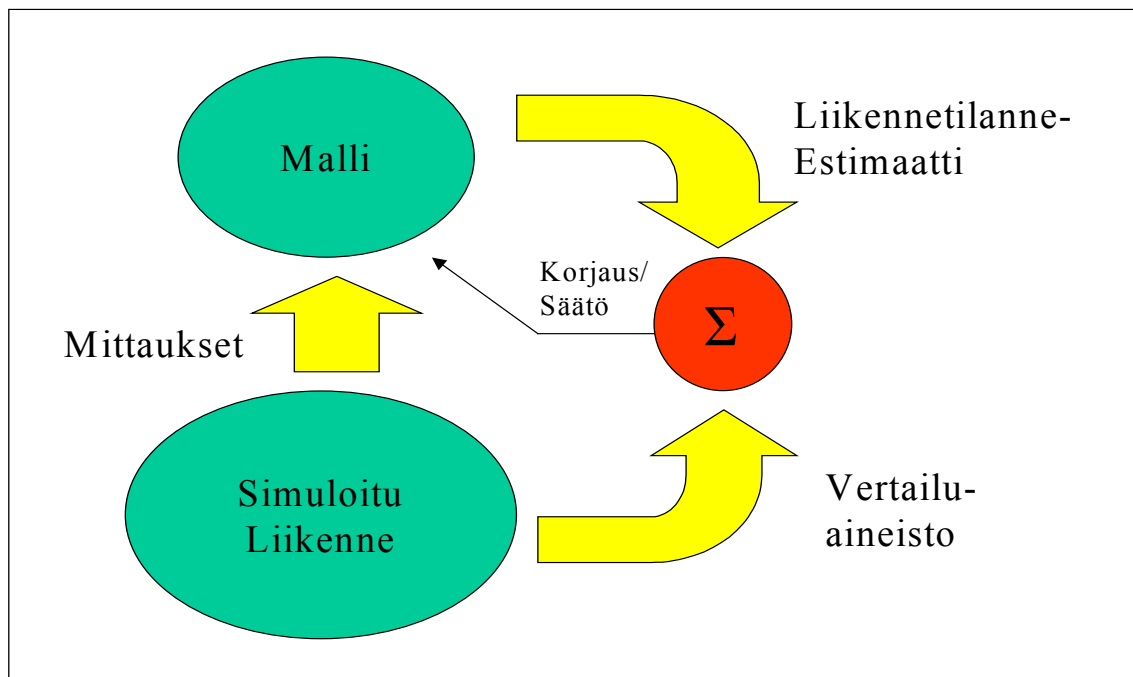 Malli
Liikennetilanne-
Estimaatti
Korjaus/
Säätö
Mittaukset
Σ
Simuloitu
Liikenne
Vertailu-
aineisto